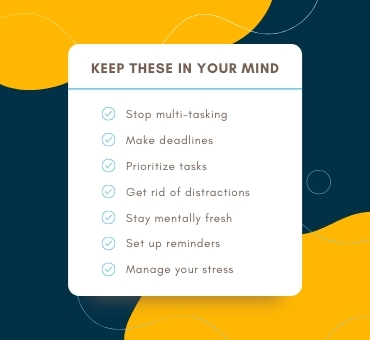 KEEP THESE IN YOUR MIND
Stop multi-tasking
Make deadlines
Prioritize tasks
Get rid of distractions
Stay mentally fresh
Set up reminders
Manage your stress